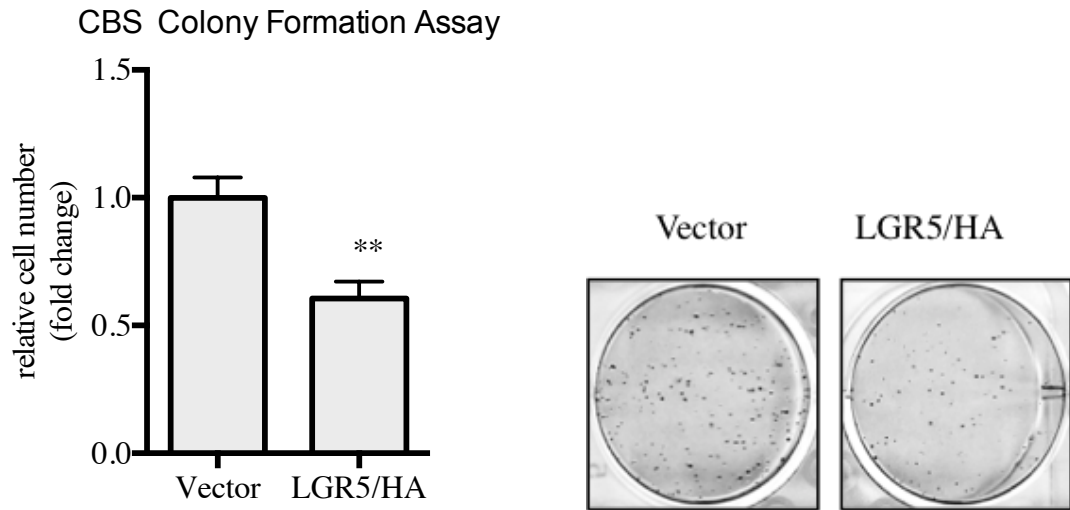 CBS Colony Formation Assay
1.5
1.0
0.5
0.0
relative cell number
(fold change)
**
Vector
LGR5/HA
Vector
LGR5/HA